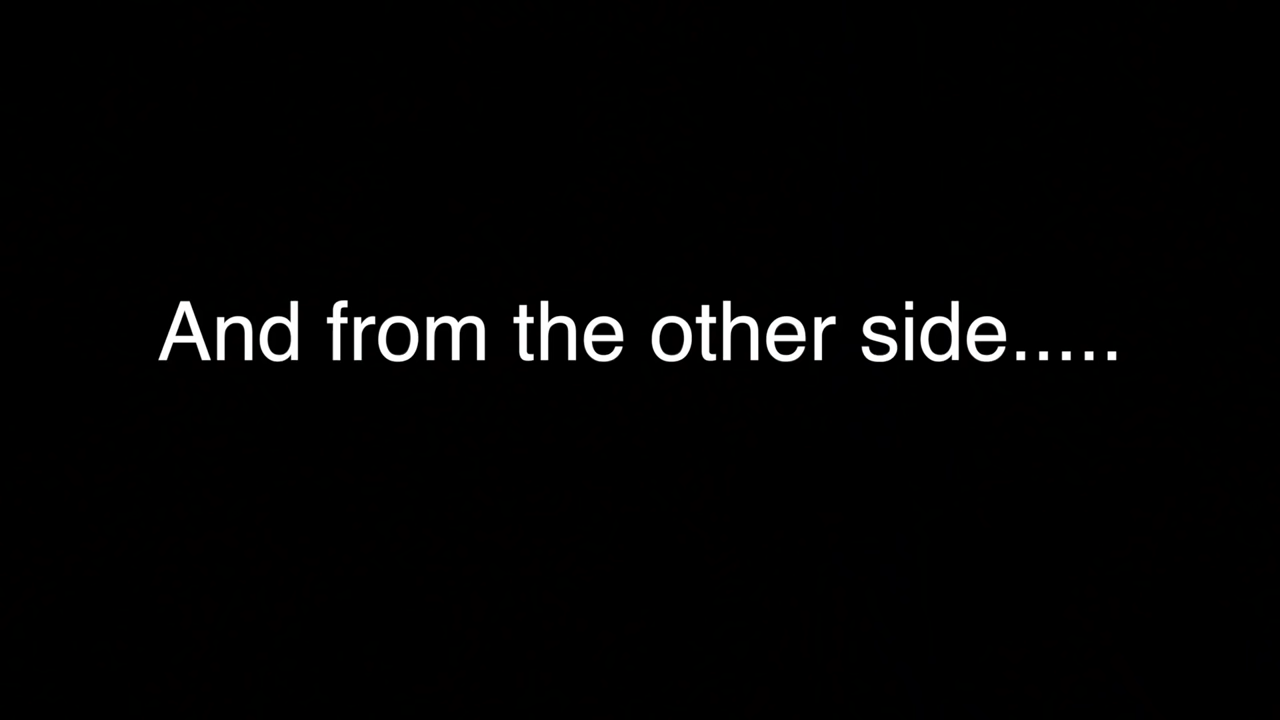 And from the other side.....